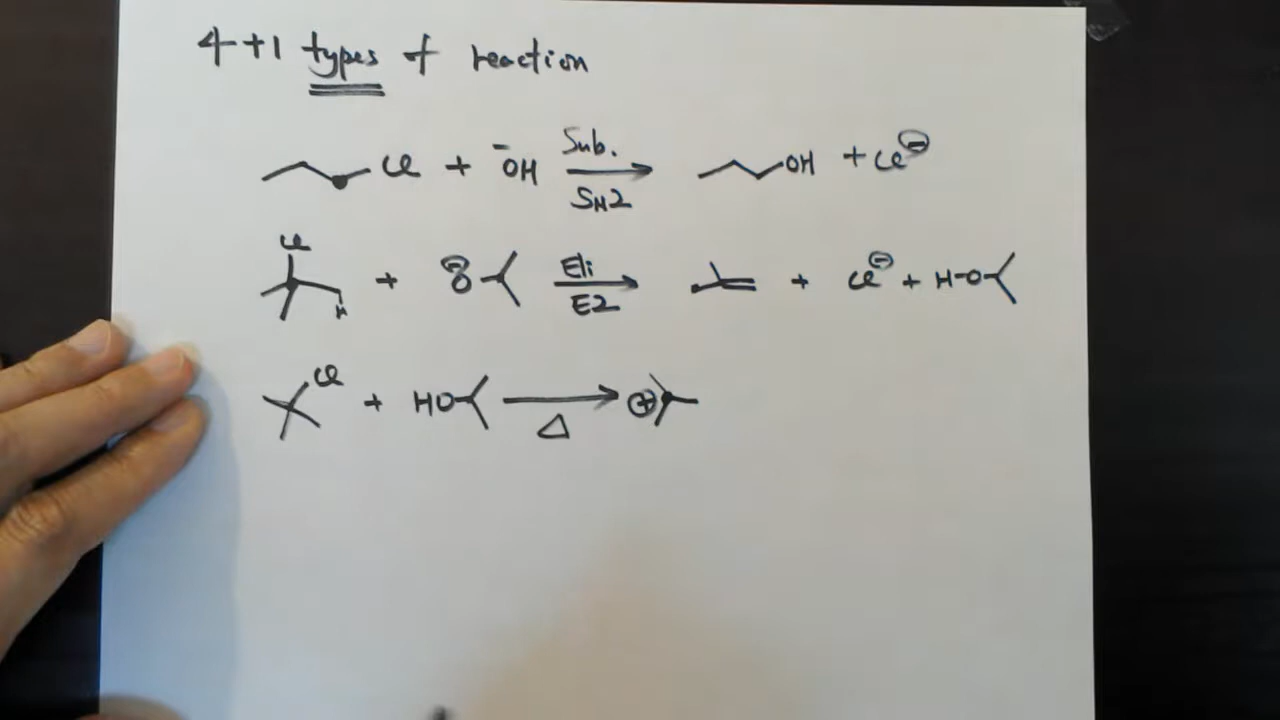 4+1 types of reaction
Cl + ⁻OH Sub. SN2 OH + Cl⊖
Cl H + ⊖O Eli E2 + Cl⊖ + H-O
Cl + HO Δ ⊕